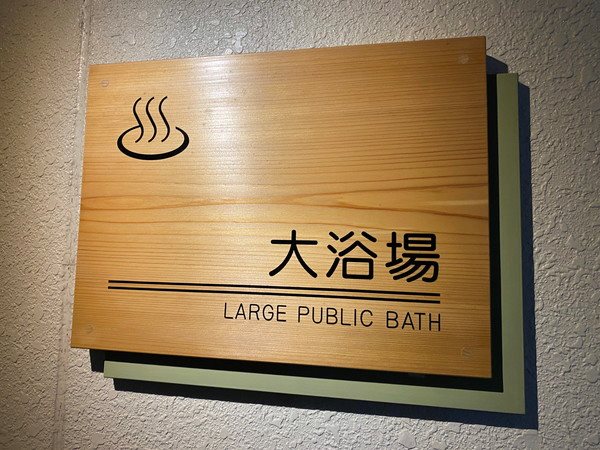 大浴場
LARGE PUBLIC BATH